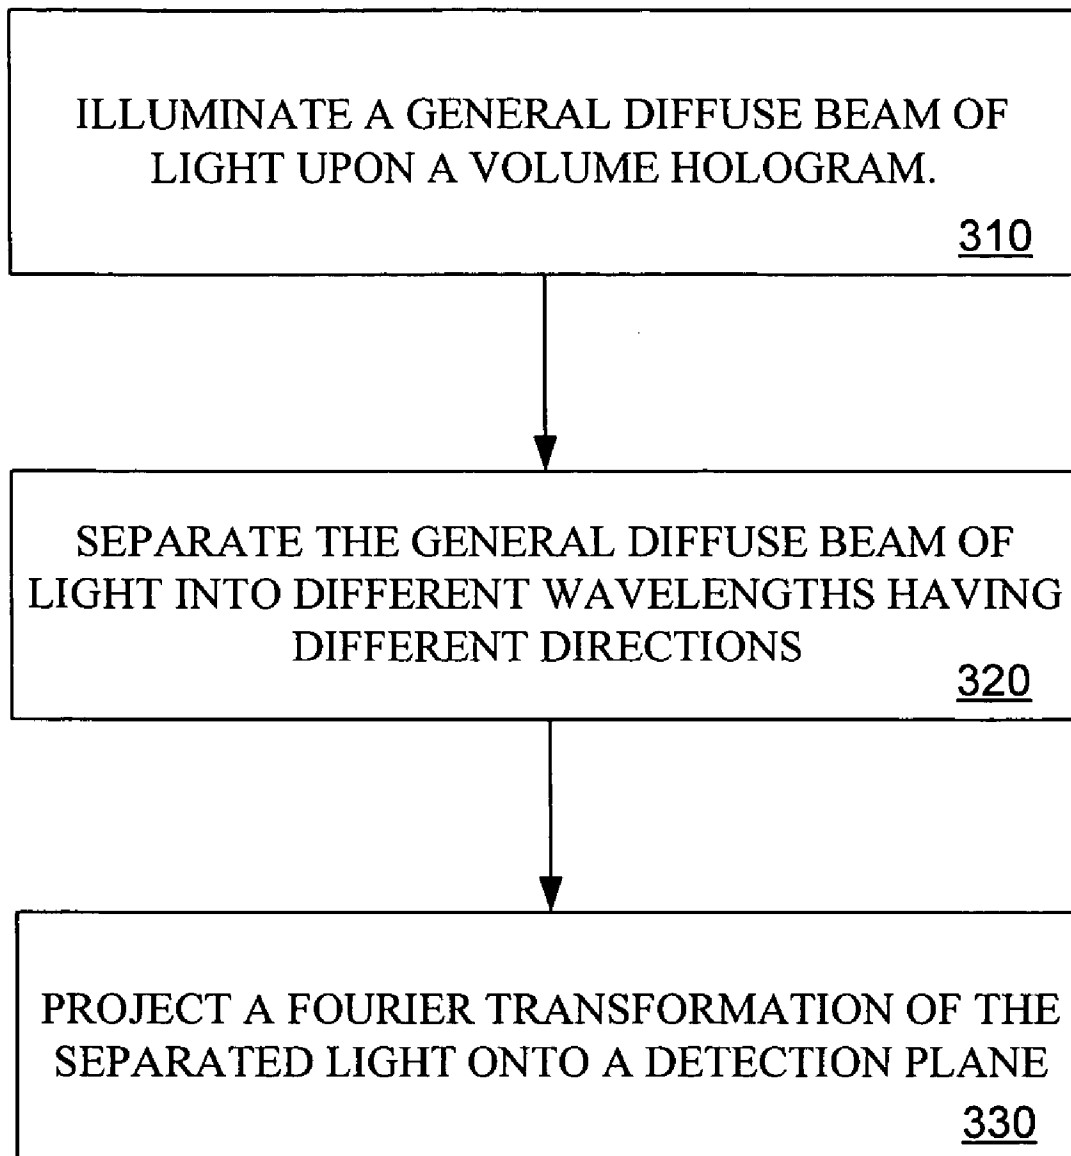 ILLUMINATE A GENERAL DIFFUSE BEAM OF
LIGHT UPON A VOLUME HOLOGRAM.
310
SEPARATE THE GENERAL DIFFUSE BEAM OF
LIGHT INTO DIFFERENT WAVELENGTHS HAVING
DIFFERENT DIRECTIONS
320
PROJECT A FOURIER TRANSFORMATION OF THE
SEPARATED LIGHT ONTO A DETECTION PLANE
330